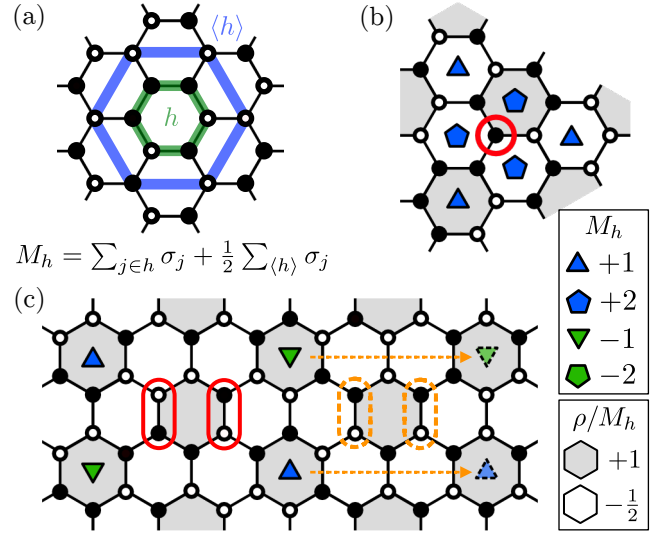 (a)
⟨h⟩
h
M_h = ∑_{j∈h} σ_j + ½ ∑_{⟨h⟩} σ_j
(b)
(c)
M_h
+1
+2
−1
−2
ρ/M_h
+1
−½